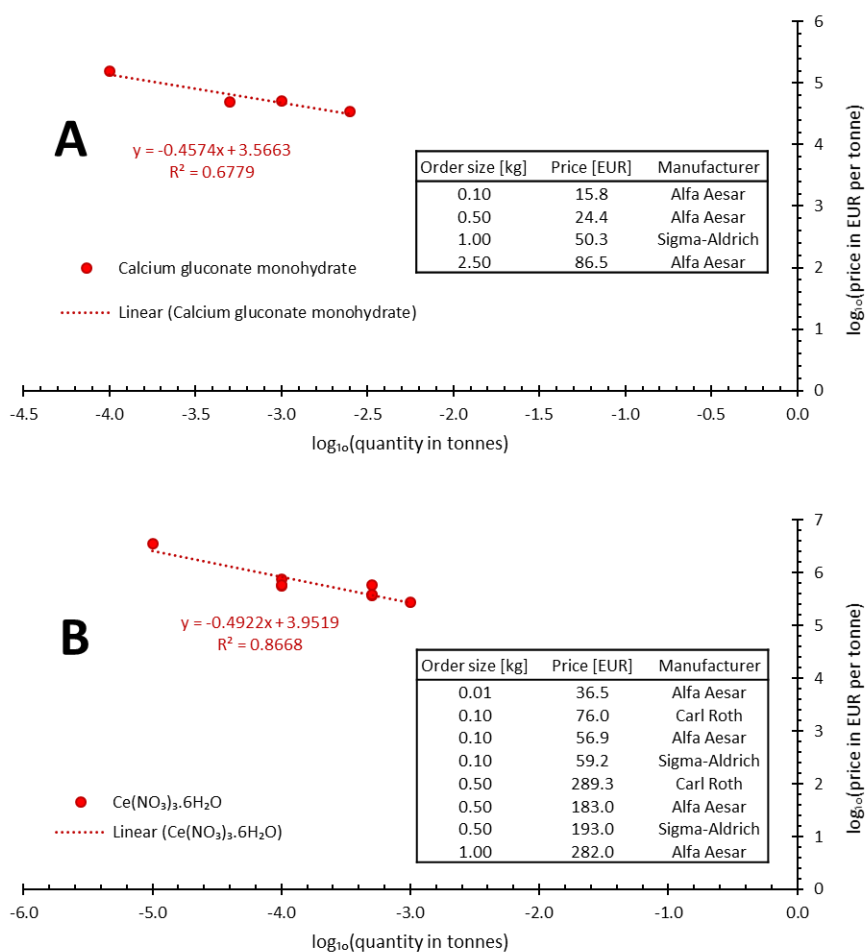 6
5
4
3
2
1
0
log₁₀(price in EUR per tonne)
A
y = -0.4574x + 3.5663
R² = 0.6779
Order size [kg] Price [EUR] Manufacturer
0.10 15.8 Alfa Aesar
0.50 24.4 Alfa Aesar
1.00 50.3 Sigma-Aldrich
2.50 86.5 Alfa Aesar
Calcium gluconate monohydrate
Linear (Calcium gluconate monohydrate)
-4.5 -4.0 -3.5 -3.0 -2.5 -2.0 -1.5 -1.0 -0.5 0.0
log₁₀(quantity in tonnes)
7
6
5
4
3
2
1
0
log₁₀(price in EUR per tonne)
B
y = -0.4922x + 3.9519
R² = 0.8668
Order size [kg] Price [EUR] Manufacturer
0.01 36.5 Alfa Aesar
0.10 76.0 Carl Roth
0.10 56.9 Alfa Aesar
0.10 59.2 Sigma-Aldrich
0.50 289.3 Carl Roth
0.50 183.0 Alfa Aesar
0.50 193.0 Sigma-Aldrich
1.00 282.0 Alfa Aesar
Ce(NO₃)₃.6H₂O
Linear (Ce(NO₃)₃.6H₂O)
-6.0 -5.0 -4.0 -3.0 -2.0 -1.0 0.0
log₁₀(quantity in tonnes)